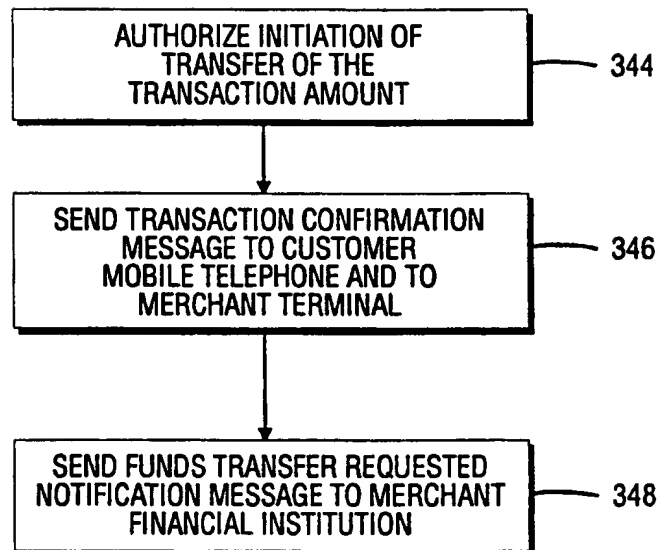 AUTHORIZE INITIATION OF
TRANSFER OF THE
TRANSACTION AMOUNT
344
SEND TRANSACTION CONFIRMATION
MESSAGE TO CUSTOMER
MOBILE TELEPHONE AND TO
MERCHANT TERMINAL
346
SEND FUNDS TRANSFER REQUESTED
NOTIFICATION MESSAGE TO MERCHANT
FINANCIAL INSTITUTION
348